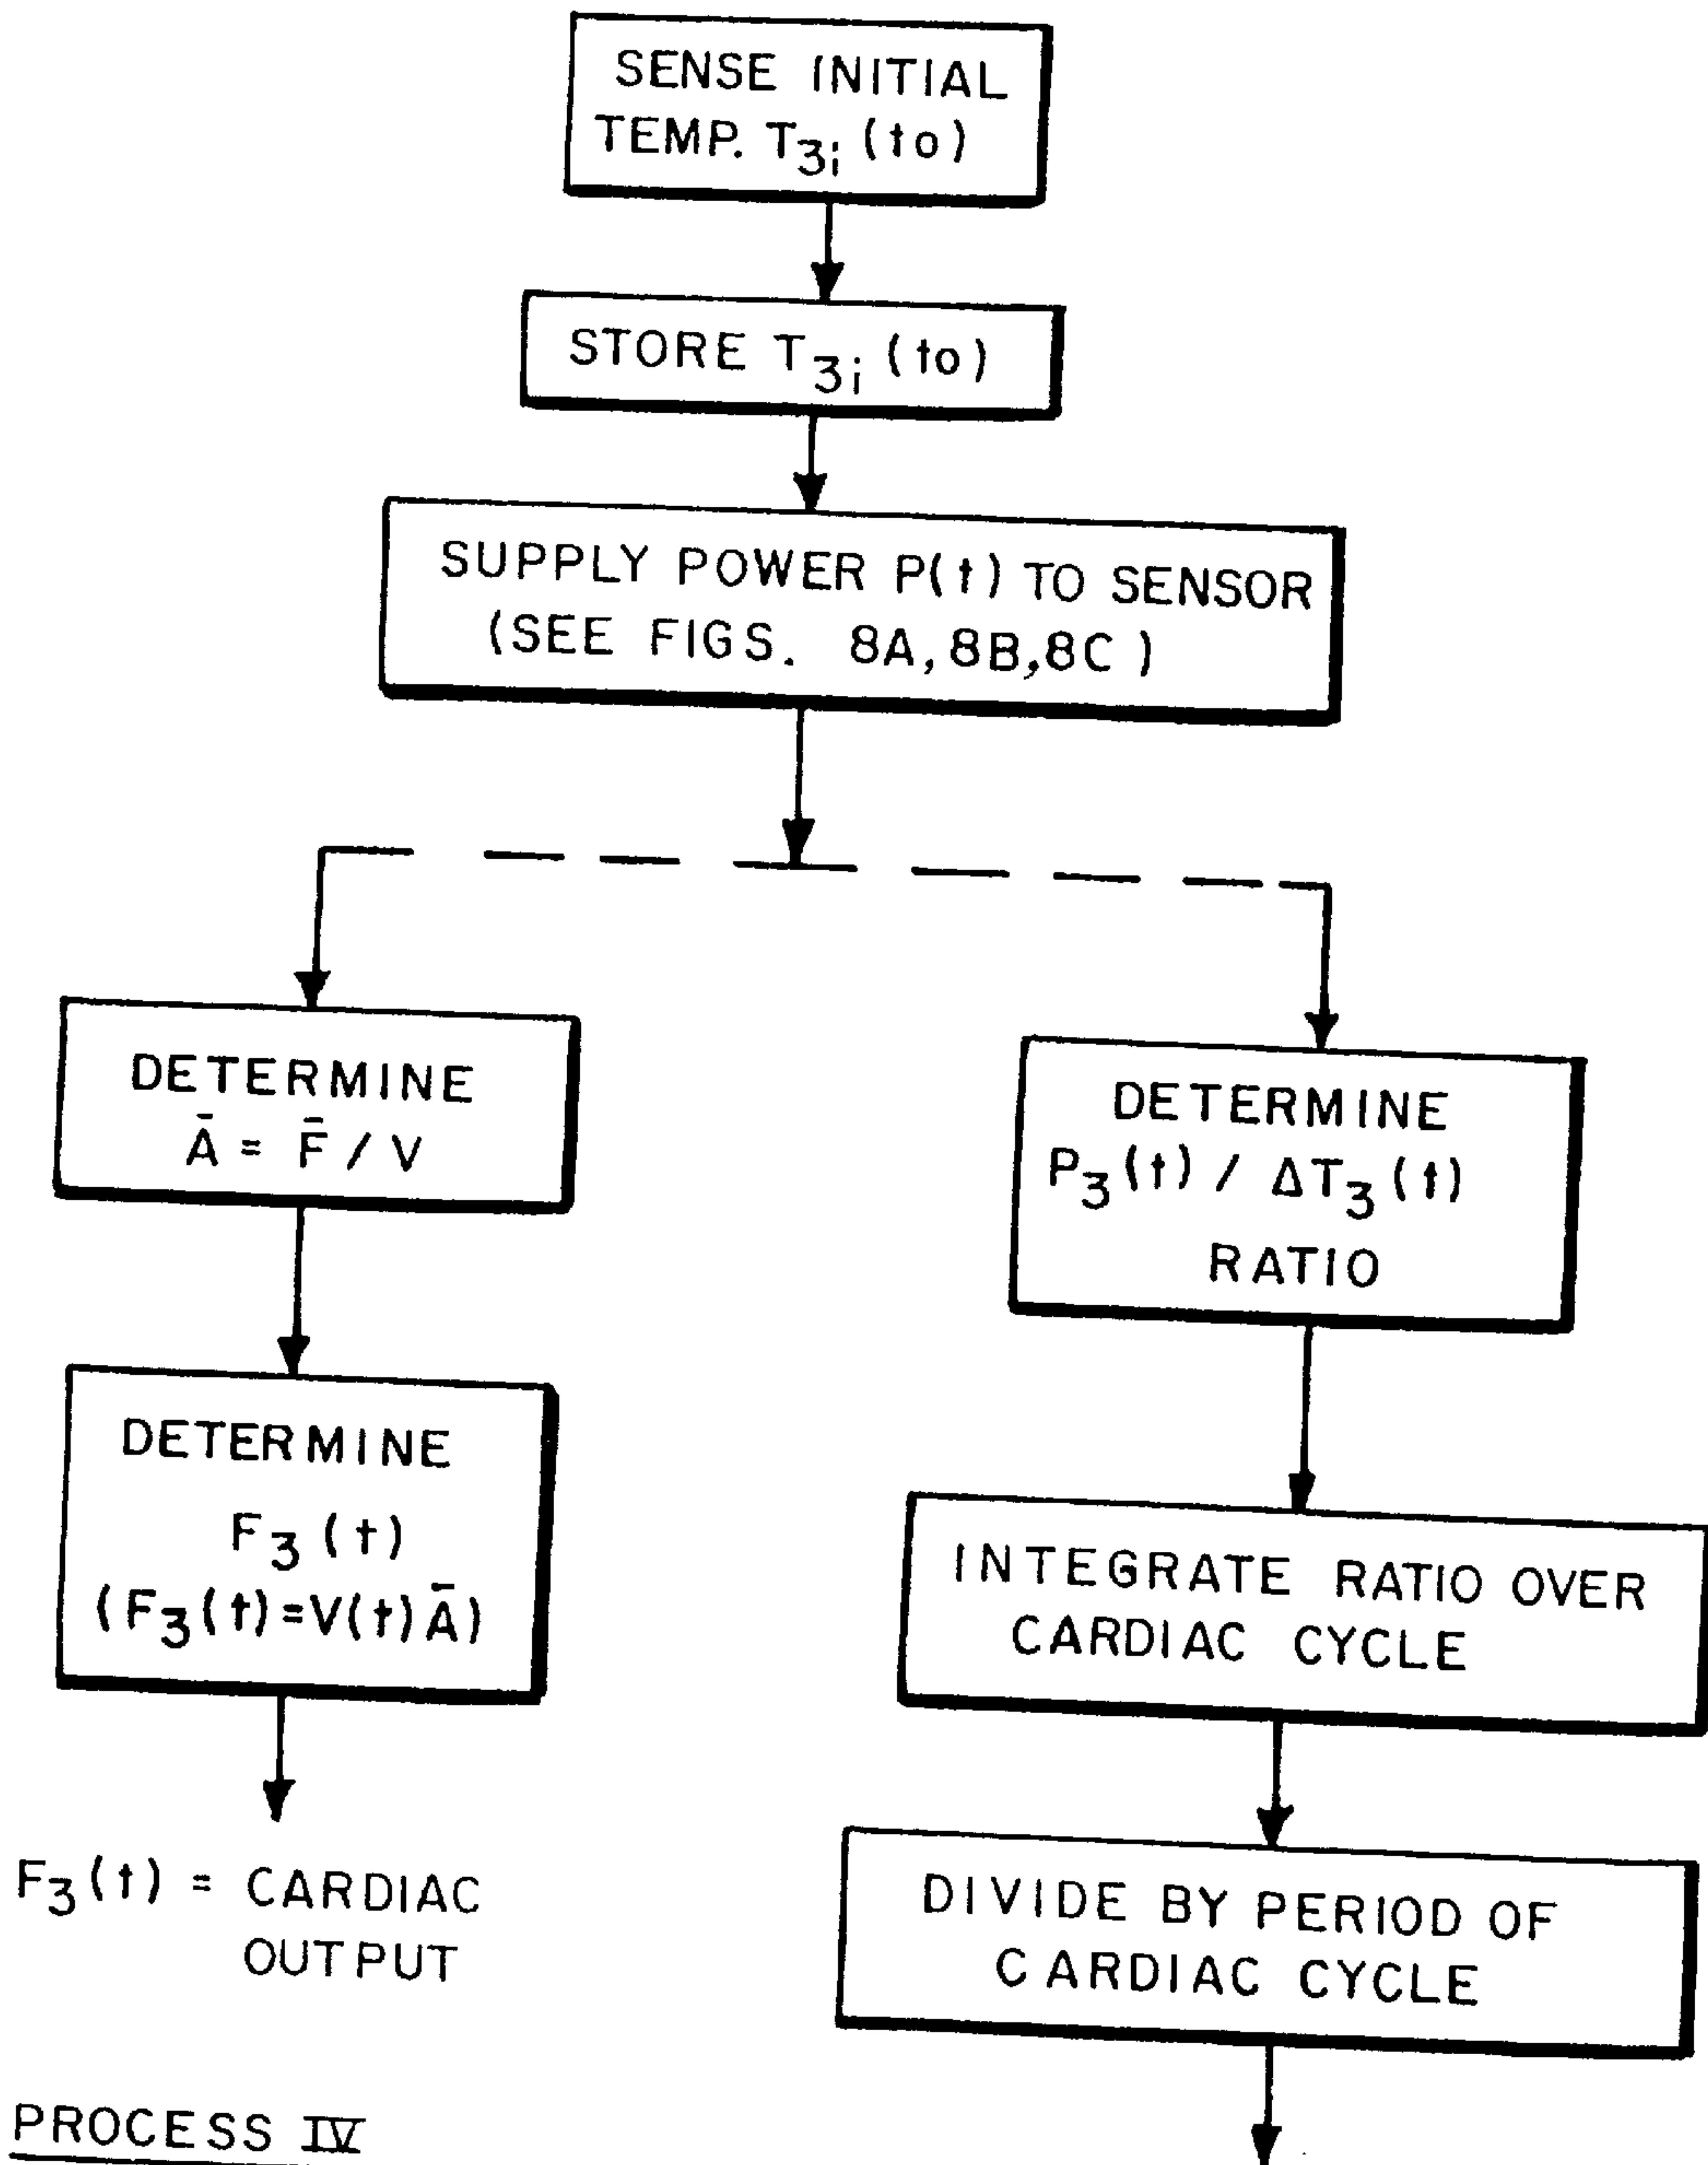 SENSE INITIAL
TEMP. T₃ᵢ (to)
STORE T₃ᵢ (to)
SUPPLY POWER P(t) TO SENSOR
(SEE FIGS. 8A, 8B, 8C )
DETERMINE
Ā = F̄ / V
DETERMINE
F₃ (t)
(F₃(t)=V(t)Ā)
F₃(t) = CARDIAC
OUTPUT
DETERMINE
P₃(t) / ΔT₃(t)
RATIO
INTEGRATE RATIO OVER
CARDIAC CYCLE
DIVIDE BY PERIOD OF
CARDIAC CYCLE
PROCESS IV